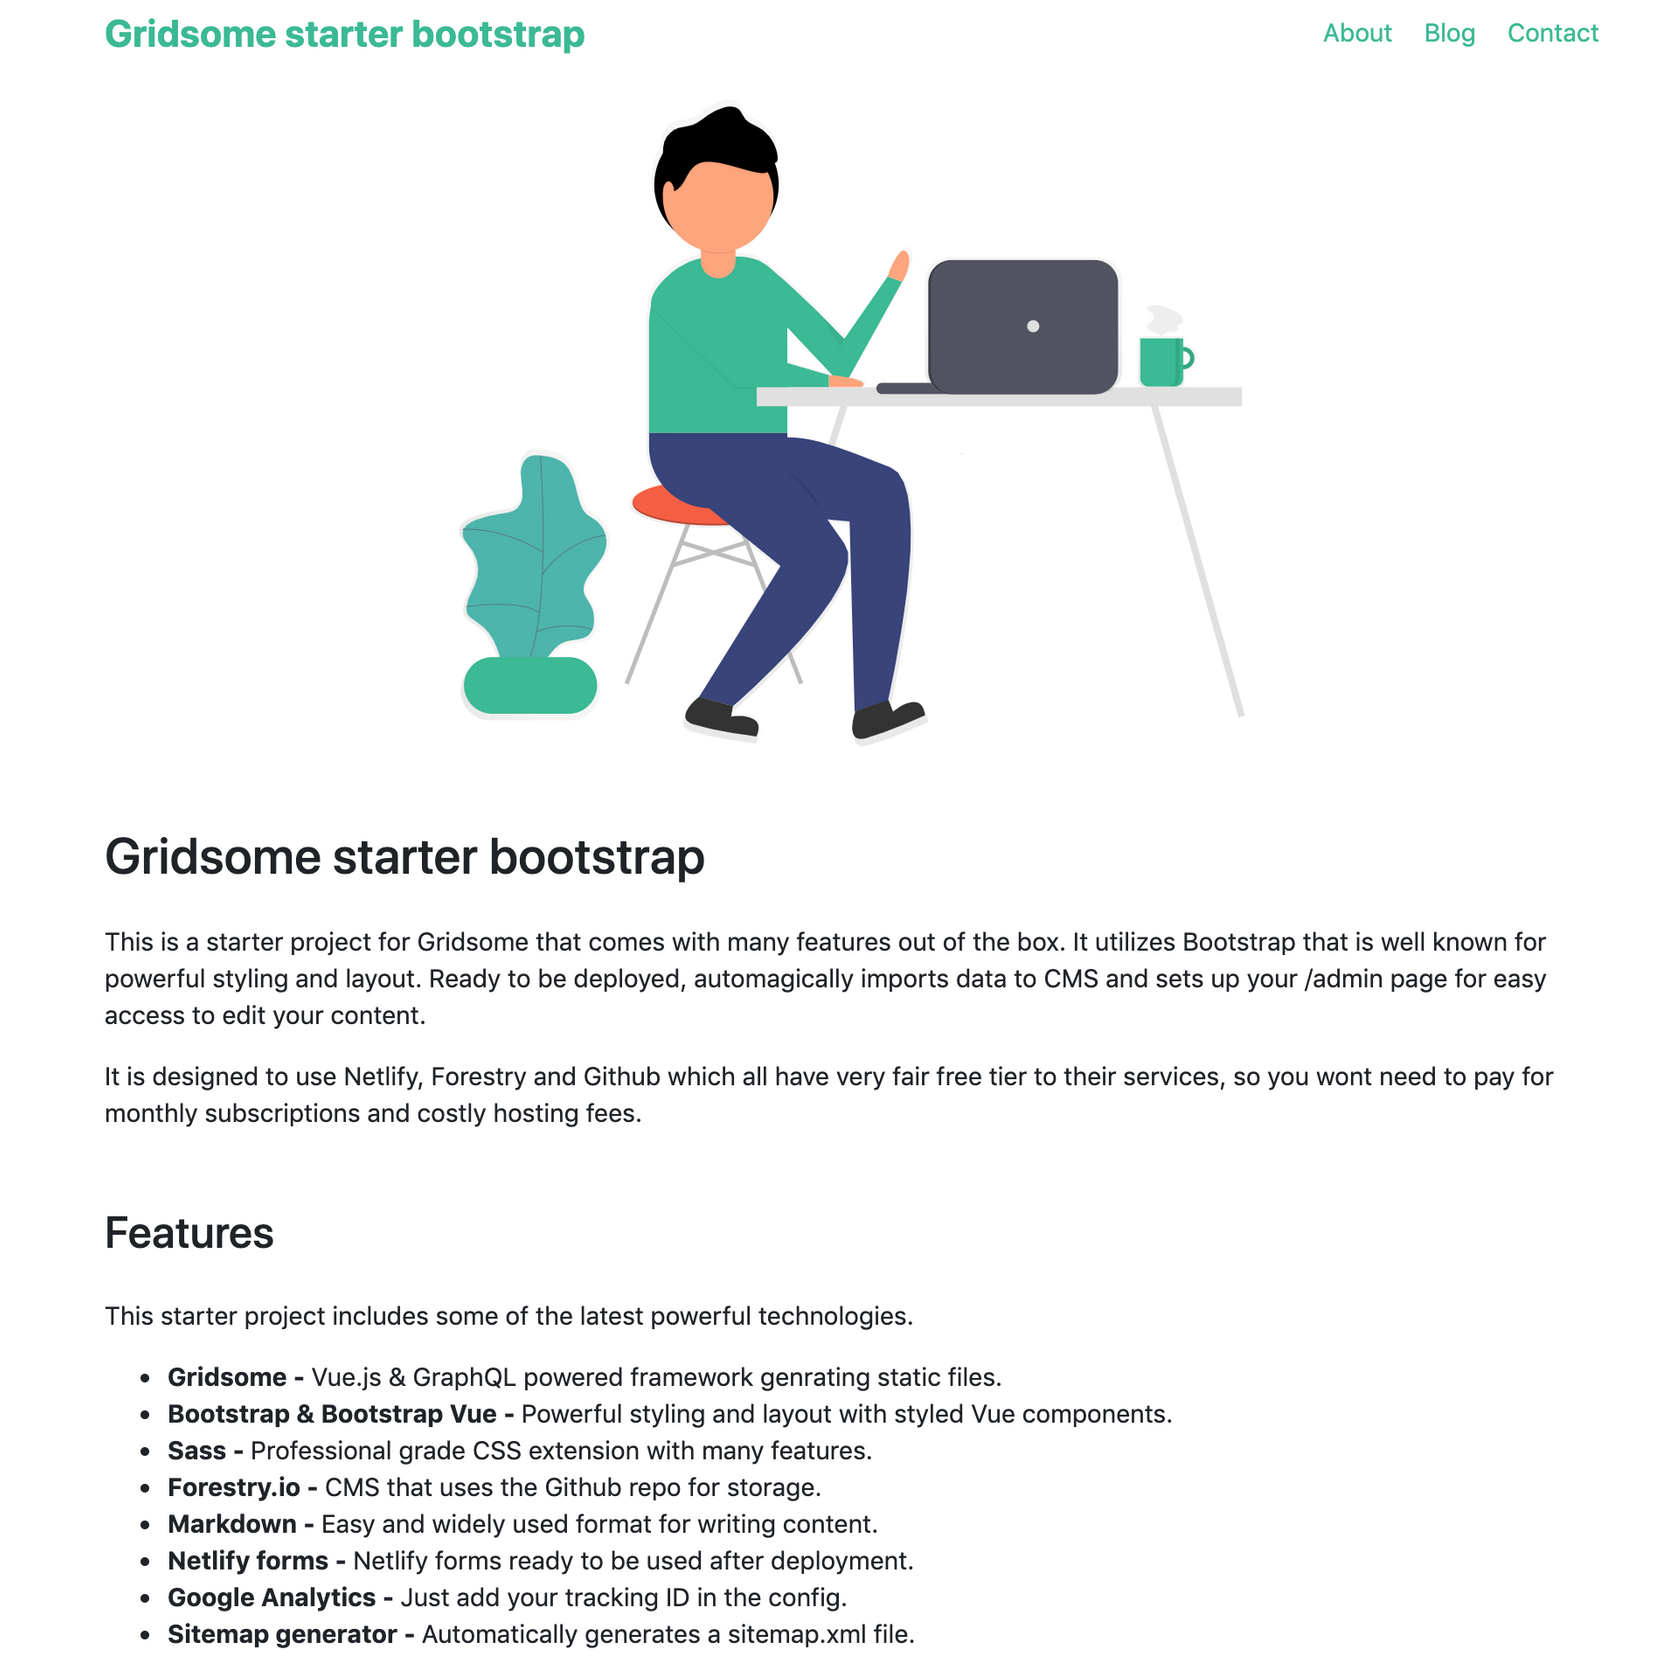 Gridsome starter bootstrap
About Blog Contact
Gridsome starter bootstrap
This is a starter project for Gridsome that comes with many features out of the box. It utilizes Bootstrap that is well known for
powerful styling and layout. Ready to be deployed, automagically imports data to CMS and sets up your /admin page for easy
access to edit your content.
It is designed to use Netlify, Forestry and Github which all have very fair free tier to their services, so you wont need to pay for
monthly subscriptions and costly hosting fees.
Features
This starter project includes some of the latest powerful technologies.
• Gridsome - Vue.js & GraphQL powered framework genrating static files.
• Bootstrap & Bootstrap Vue - Powerful styling and layout with styled Vue components.
• Sass - Professional grade CSS extension with many features.
• Forestry.io - CMS that uses the Github repo for storage.
• Markdown - Easy and widely used format for writing content.
• Netlify forms - Netlify forms ready to be used after deployment.
• Google Analytics - Just add your tracking ID in the config.
• Sitemap generator - Automatically generates a sitemap.xml file.